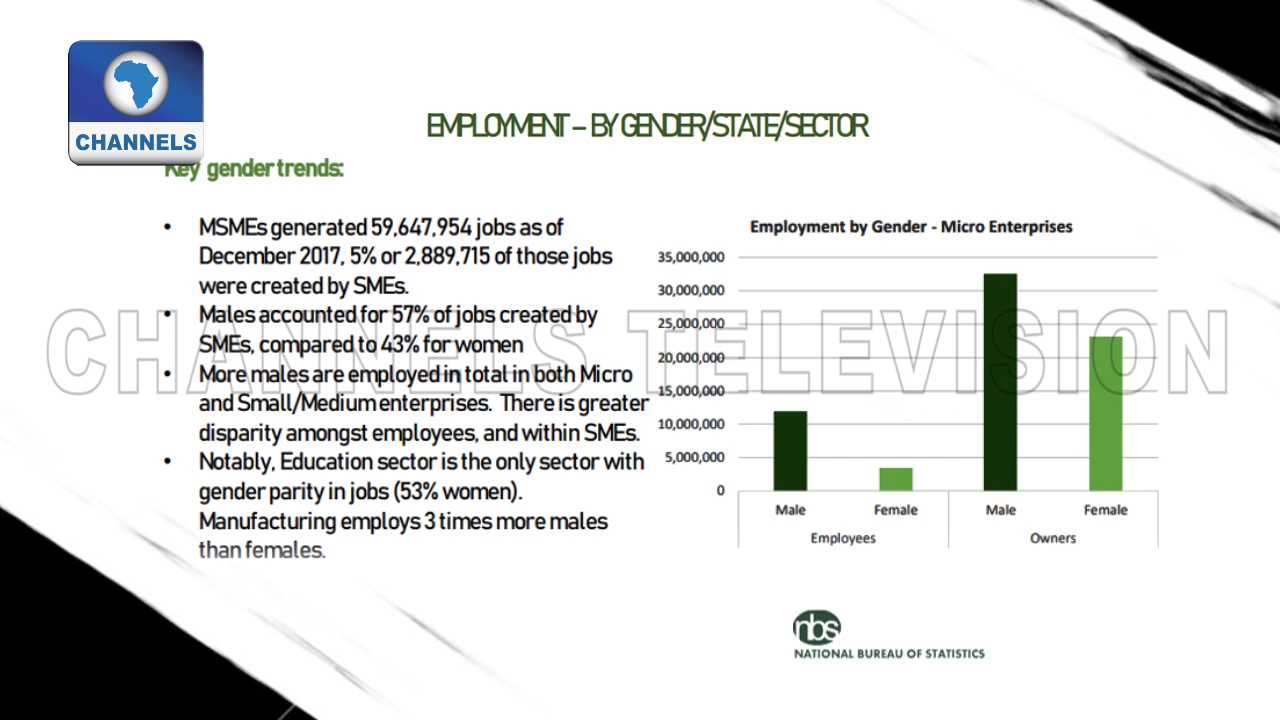 CHANNELS
EMPLOYMENT – BY GENDER/STATE/SECTOR
Key gender trends:
• MSMEs generated 59,647,954 jobs as of
December 2017, 5% or 2,889,715 of those jobs
were created by SMEs.
• Males accounted for 57% of jobs created by
SMEs, compared to 43% for women
• More males are employed in total in both Micro
and Small/Medium enterprises. There is greater
disparity amongst employees, and within SMEs.
• Notably, Education sector is the only sector with
gender parity in jobs (53% women).
Manufacturing employs 3 times more males
than females.
Employment by Gender - Micro Enterprises
35,000,000
30,000,000
25,000,000
20,000,000
15,000,000
10,000,000
5,000,000
0
Male Female Male Female
Employees Owners
CHANNELS TELEVISION
nbs
NATIONAL BUREAU OF STATISTICS